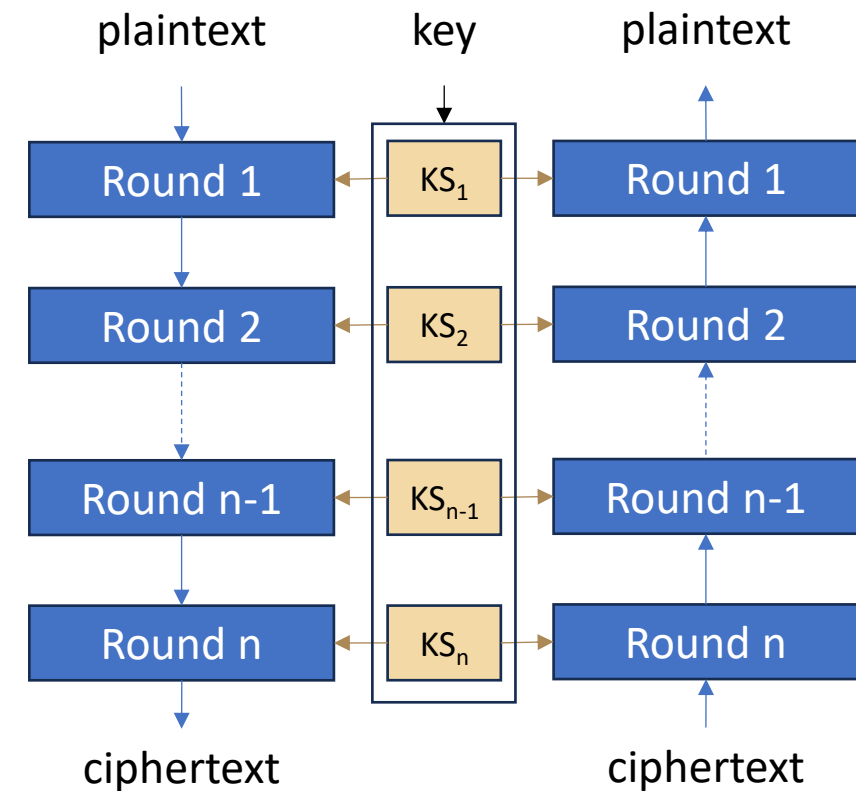 plaintext key plaintext
Round 1 KS₁ Round 1
Round 2 KS₂ Round 2
Round n-1 KSₙ₋₁ Round n-1
Round n KSₙ Round n
ciphertext ciphertext